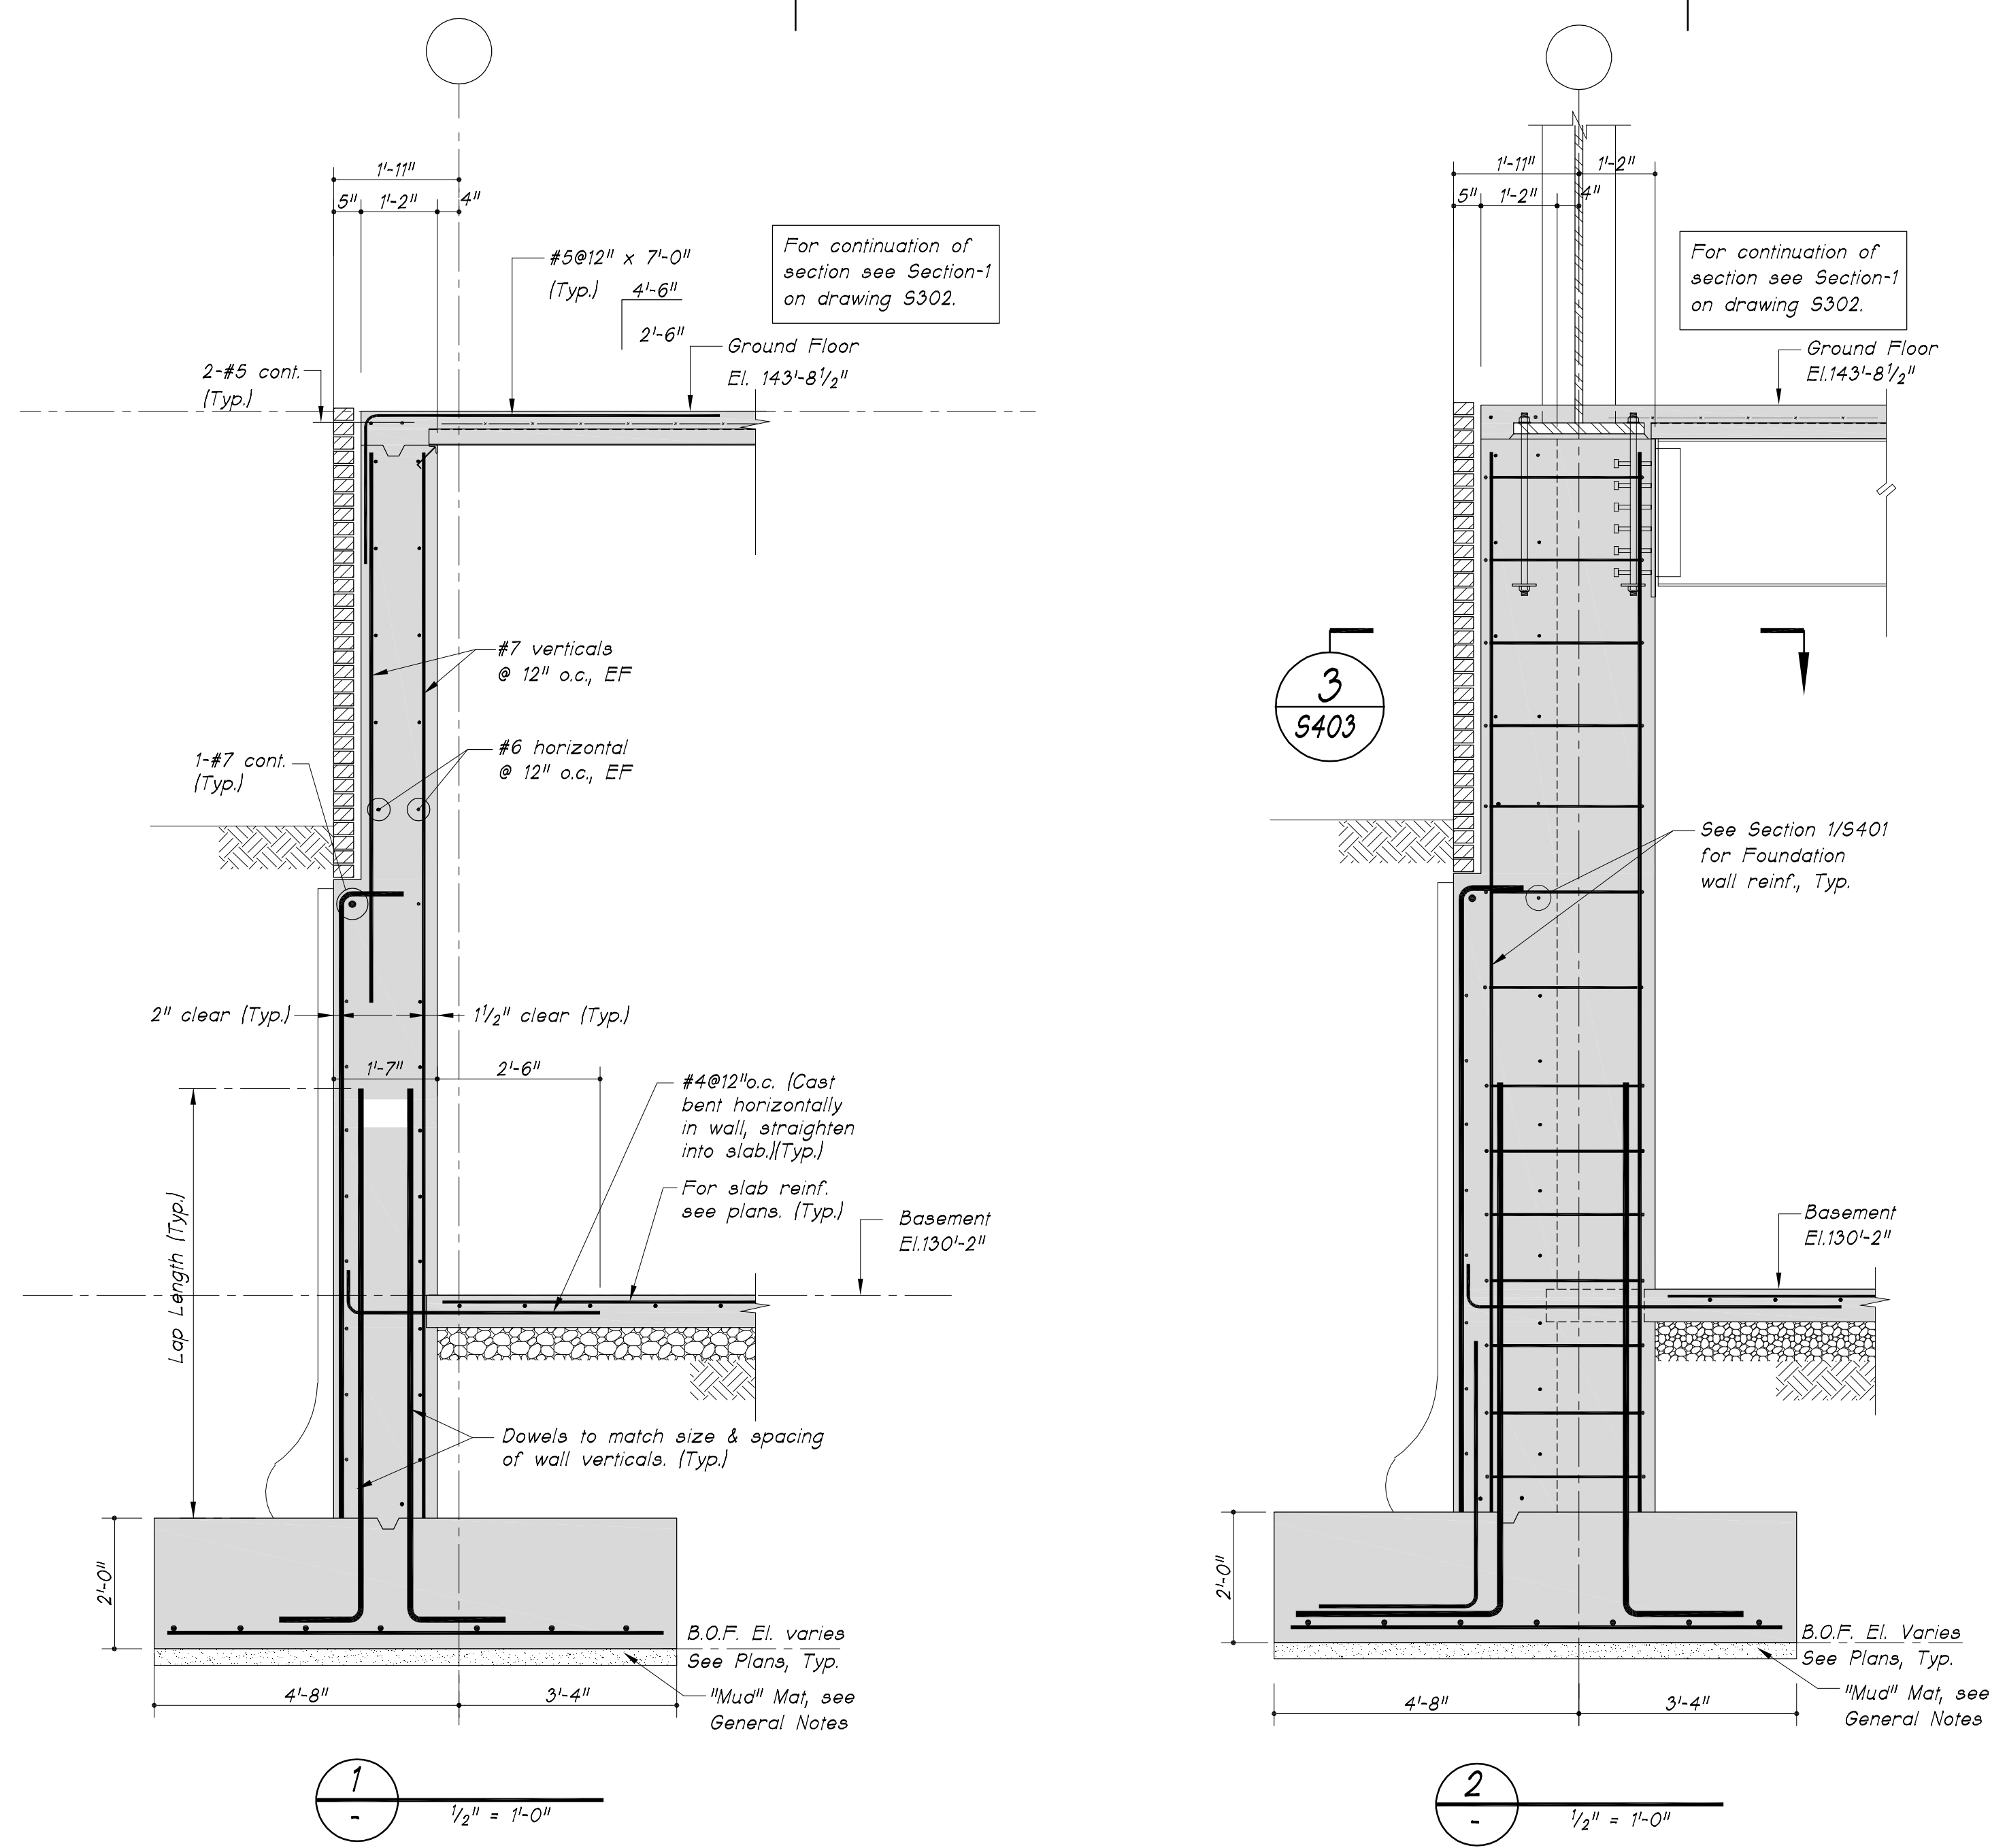 1'-11"
5" 1'-2" 4"
#5@12" x 7'-0"
(Typ.) 4'-6"
2'-6"
For continuation of
section see Section-1
on drawing S302.
Ground Floor
El. 143'-8 1/2"
2-#5 cont.
(Typ.)
#7 verticals
@ 12" o.c., EF
#6 horizontal
@ 12" o.c., EF
1-#7 cont.
(Typ.)
2" clear (Typ.)
1 1/2" clear (Typ.)
1'-7" 2'-6"
#4@12"o.c. (Cast
bent horizontally
in wall, straighten
into slab.)(Typ.)
For slab reinf.
see plans. (Typ.)
Basement
El.130'-2"
Lap Length (Typ.)
Dowels to match size & spacing
of wall verticals. (Typ.)
2'-0"
B.O.F. El. varies
See Plans, Typ.
"Mud" Mat, see
General Notes
4'-8" 3'-4"
1
-
1/2" = 1'-0"
1'-11" 1'-2"
5" 1'-2" 4"
For continuation of
section see Section-1
on drawing S302.
Ground Floor
El.143'-8 1/2"
3
S403
See Section 1/S401
for Foundation
wall reinf., Typ.
Basement
El.130'-2"
2'-0"
B.O.F. El. Varies
See Plans, Typ.
"Mud" Mat, see
General Notes
4'-8" 3'-4"
2
-
1/2" = 1'-0"